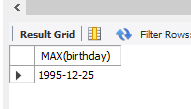 Result Grid Filter Rows:
MAX(birthday)
1995-12-25